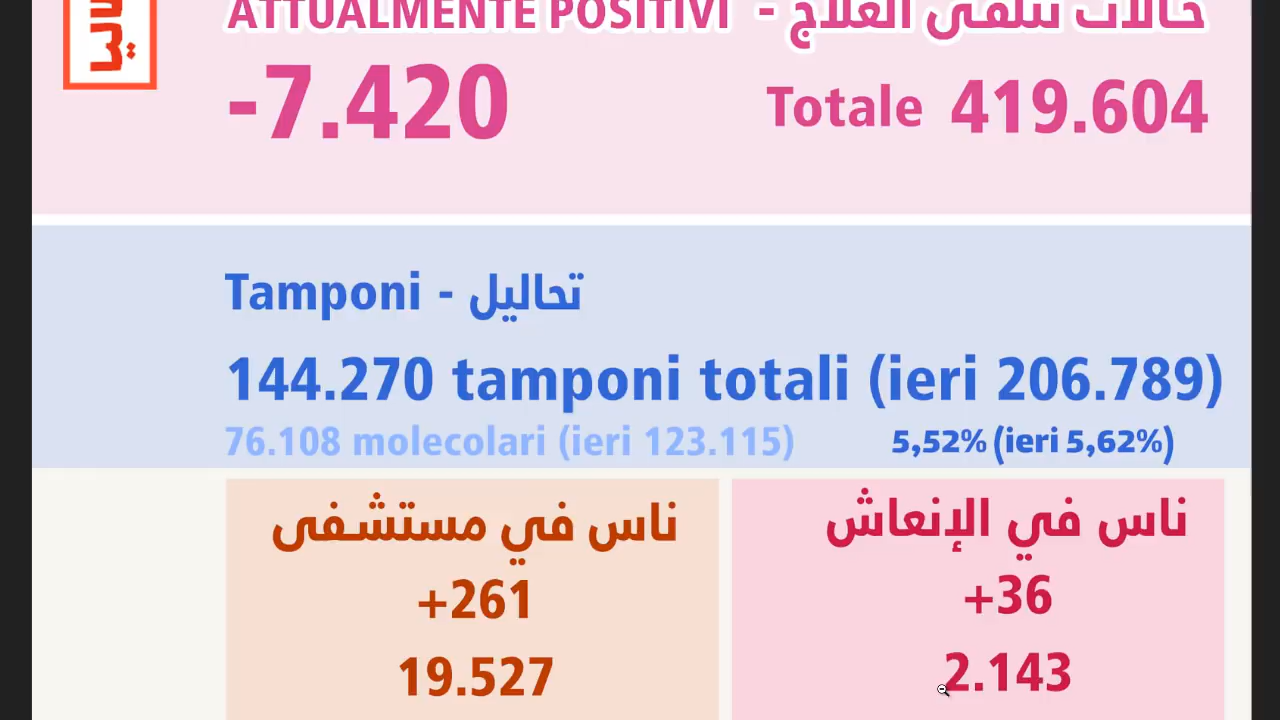 ATTUALMENTE POSITIVI - حالات تتلقى العلاج
-7.420 Totale 419.604
Tamponi - تحاليل
144.270 tamponi totali (ieri 206.789)
76.108 molecolari (ieri 123.115) 5,52% (ieri 5,62%)
ناس في مستشفى
+261
19.527
ناس في الإنعاش
+36
2.143